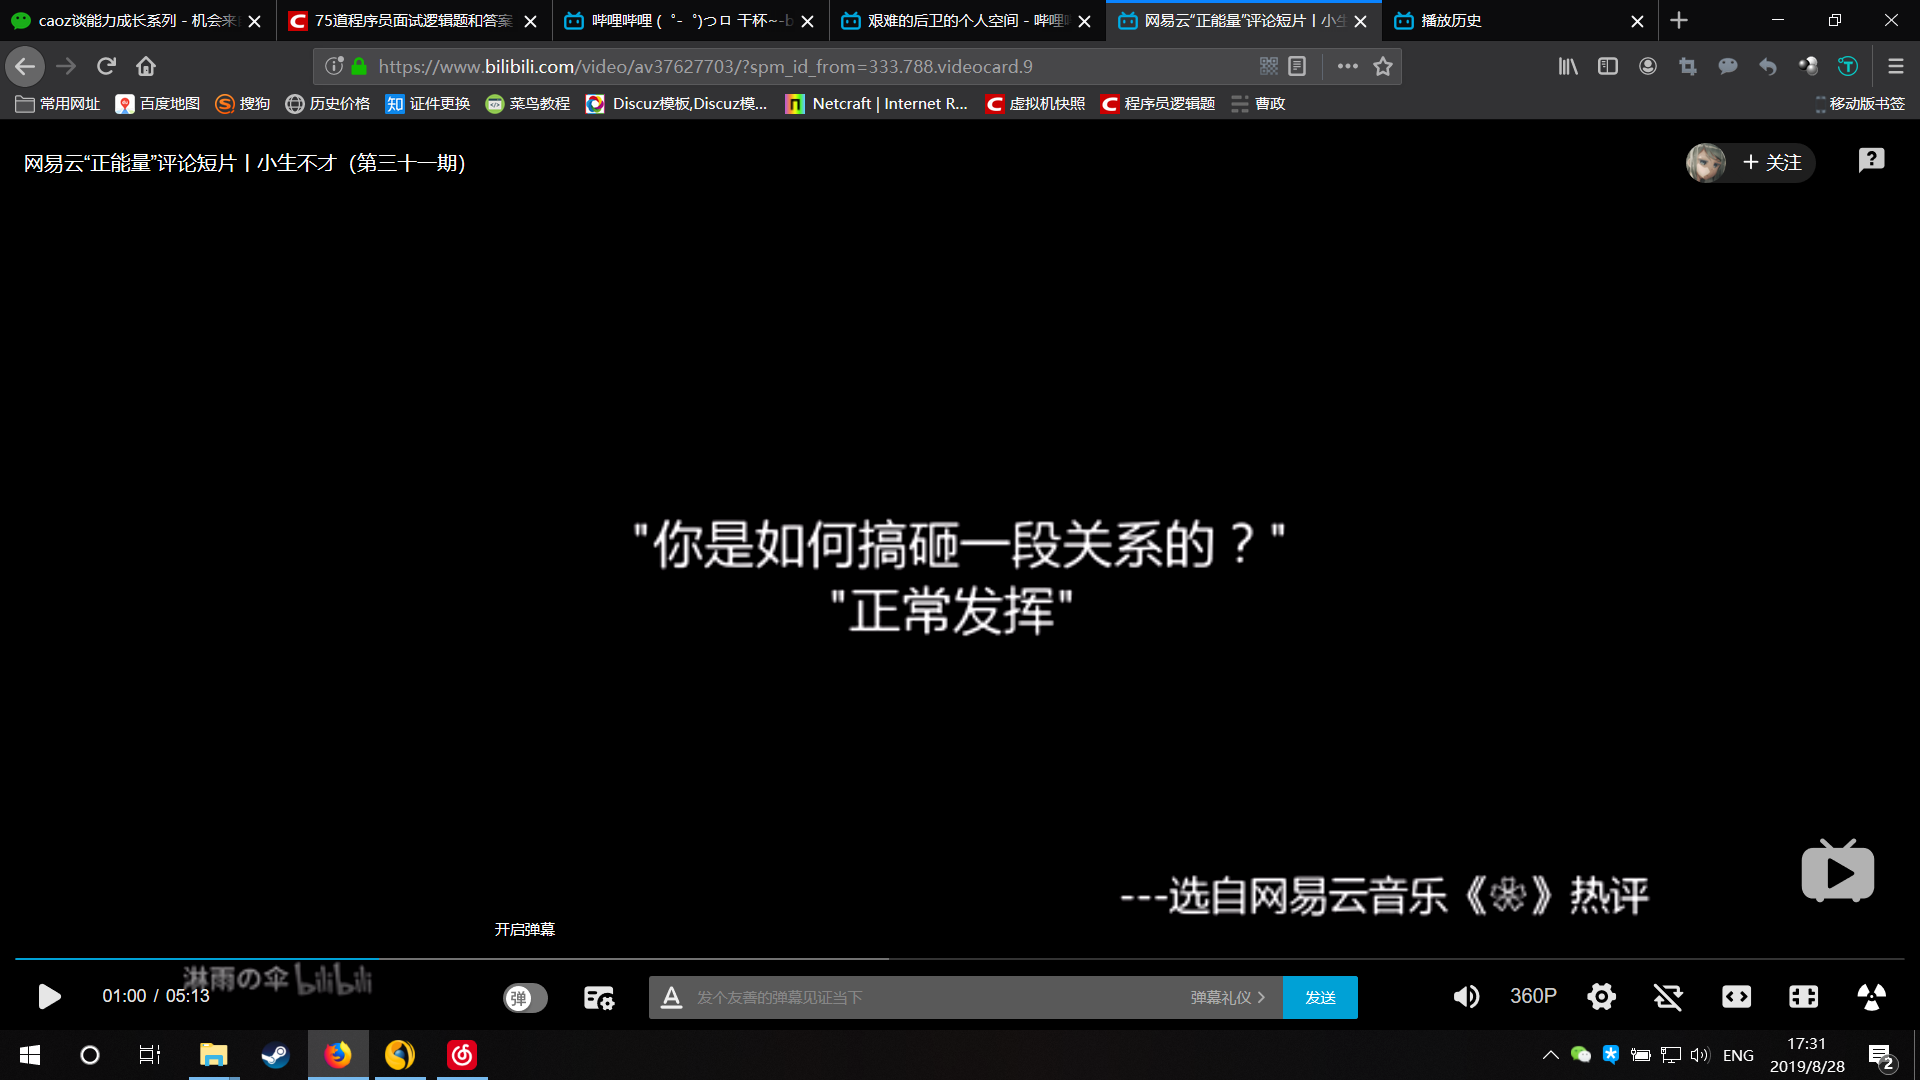 caoz谈能力成长系列 - 机会来
75道程序员面试逻辑题和答案
哔哩哔哩 ( ゜- ゜)つロ 干杯~-b
艰难的后卫的个人空间 - 哔哩
网易云“正能量”评论短片丨小生
播放历史
https://www.bilibili.com/video/av37627703/?spm_id_from=333.788.videocard.9
常用网址
百度地图
搜狗
历史价格
知 证件更换
菜鸟教程
Discuz模板,Discuz模...
Netcraft | Internet R...
虚拟机快照
程序员逻辑题
曹政
移动版书签
网易云“正能量”评论短片丨小生不才（第三十一期）
+ 关注
"你是如何搞砸一段关系的？"
"正常发挥"
---选自网易云音乐《❀》热评
开启弹幕
淋雨の伞 bilibili
01:00 / 05:13
弹
A 发个友善的弹幕见证当下
弹幕礼仪 >
发送
360P
ENG
17:31
2019/8/28
2